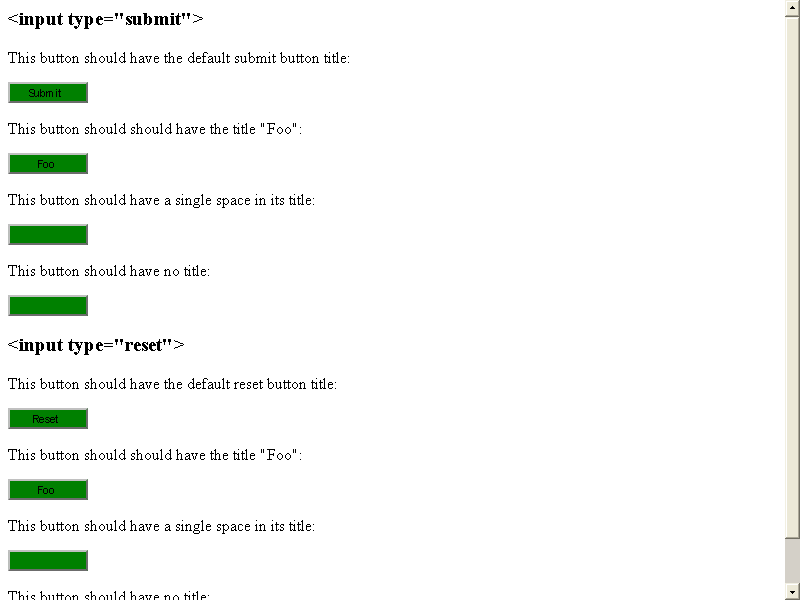 <input type="submit">
This button should have the default submit button title:
Submit
This button should should have the title "Foo":
Foo
This button should have a single space in its title:
This button should have no title:
<input type="reset">
This button should have the default reset button title:
Reset
This button should should have the title "Foo":
Foo
This button should have a single space in its title:
This button should have no title: